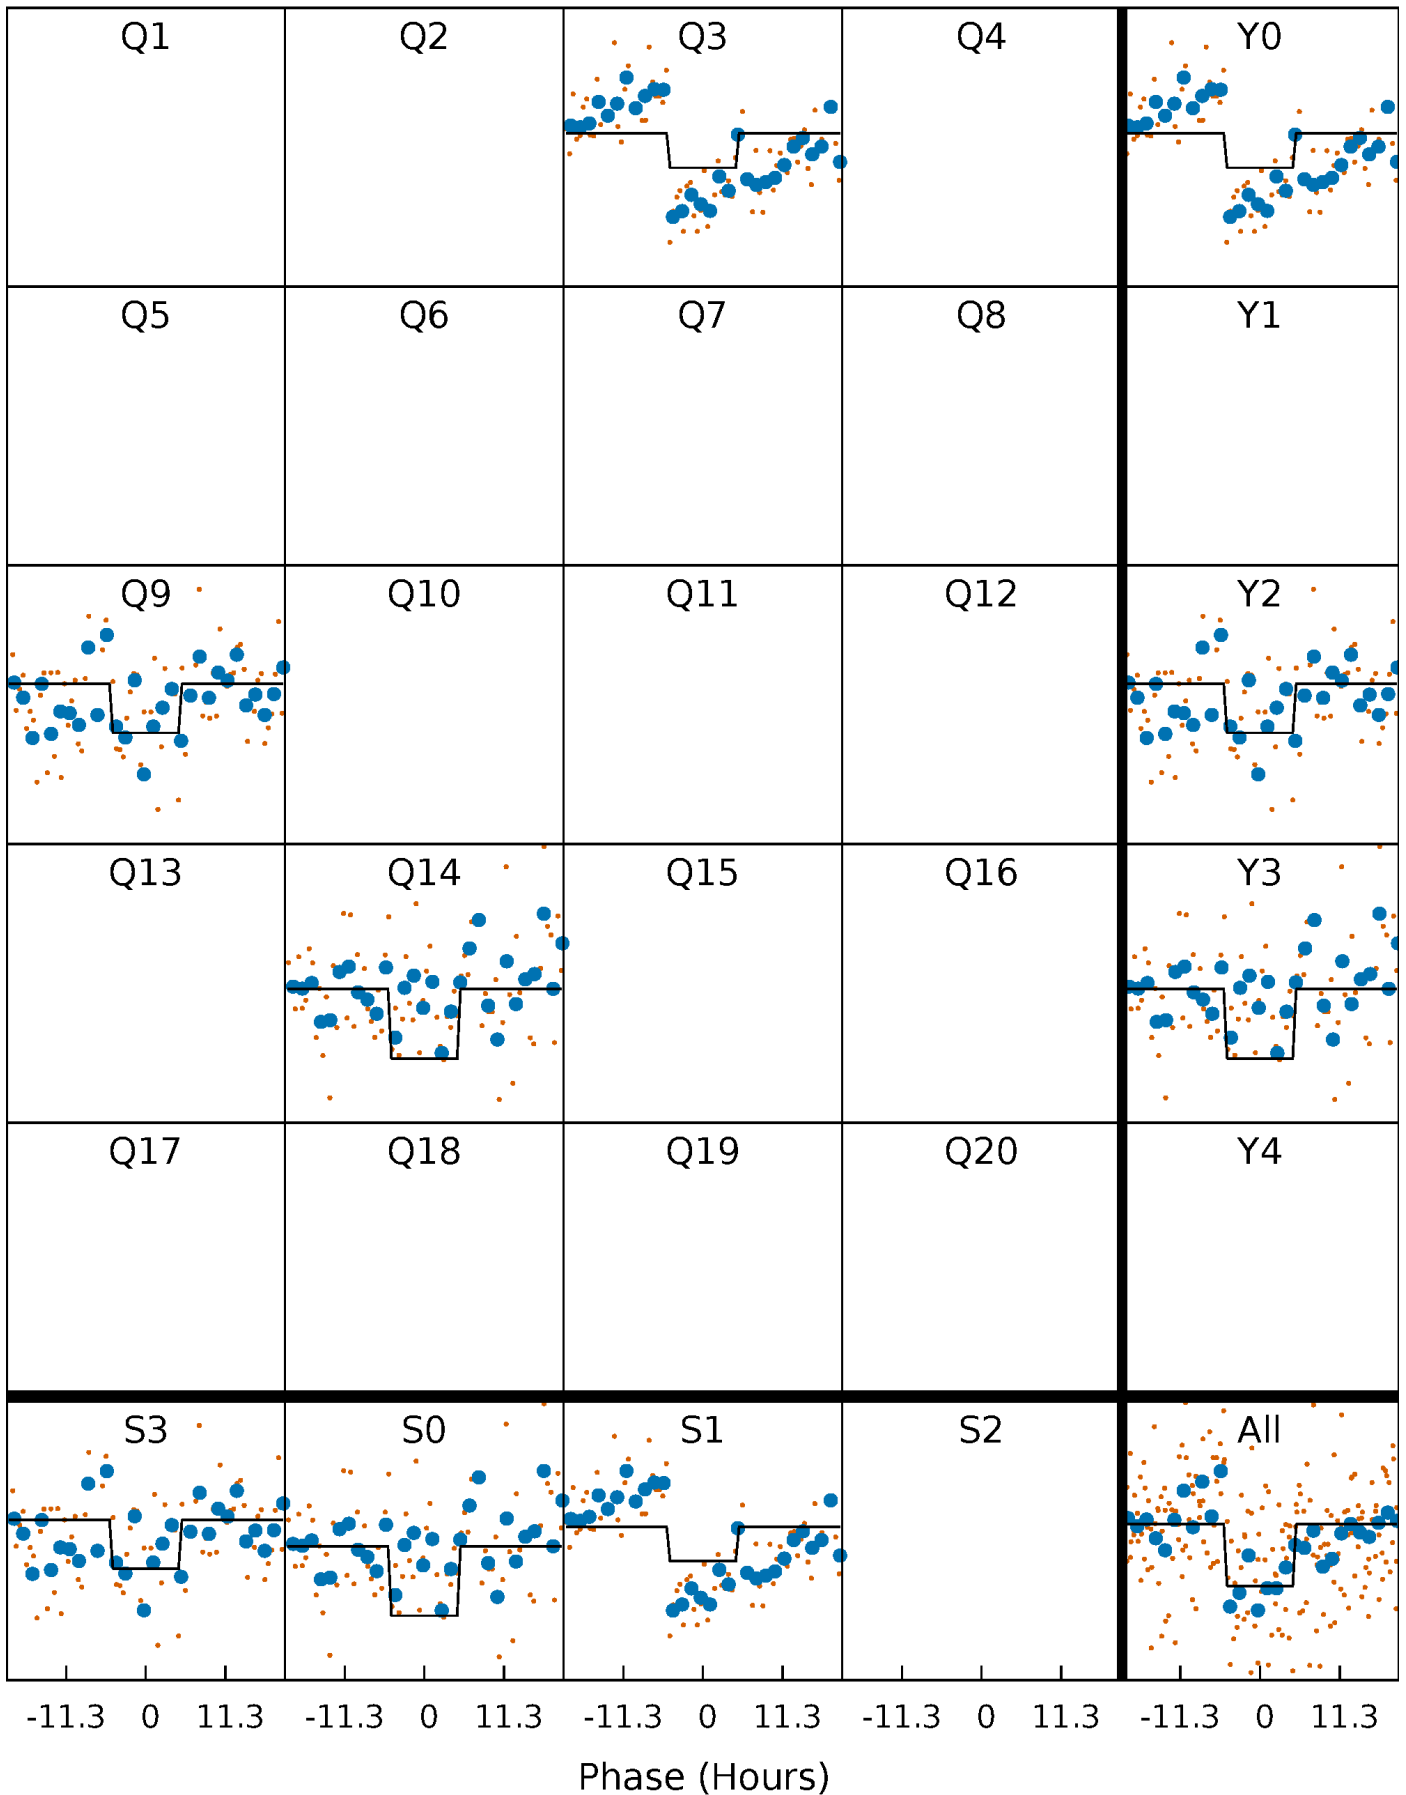 Q1 Q2 Q3 Q4 Y0
Q5 Q6 Q7 Q8 Y1
Q9 Q10 Q11 Q12 Y2
Q13 Q14 Q15 Q16 Y3
Q17 Q18 Q19 Q20 Y4
S3 S0 S1 S2 All
-11.3 0 11.3 -11.3 0 11.3 -11.3 0 11.3 -11.3 0 11.3 -11.3 0 11.3
Phase (Hours)